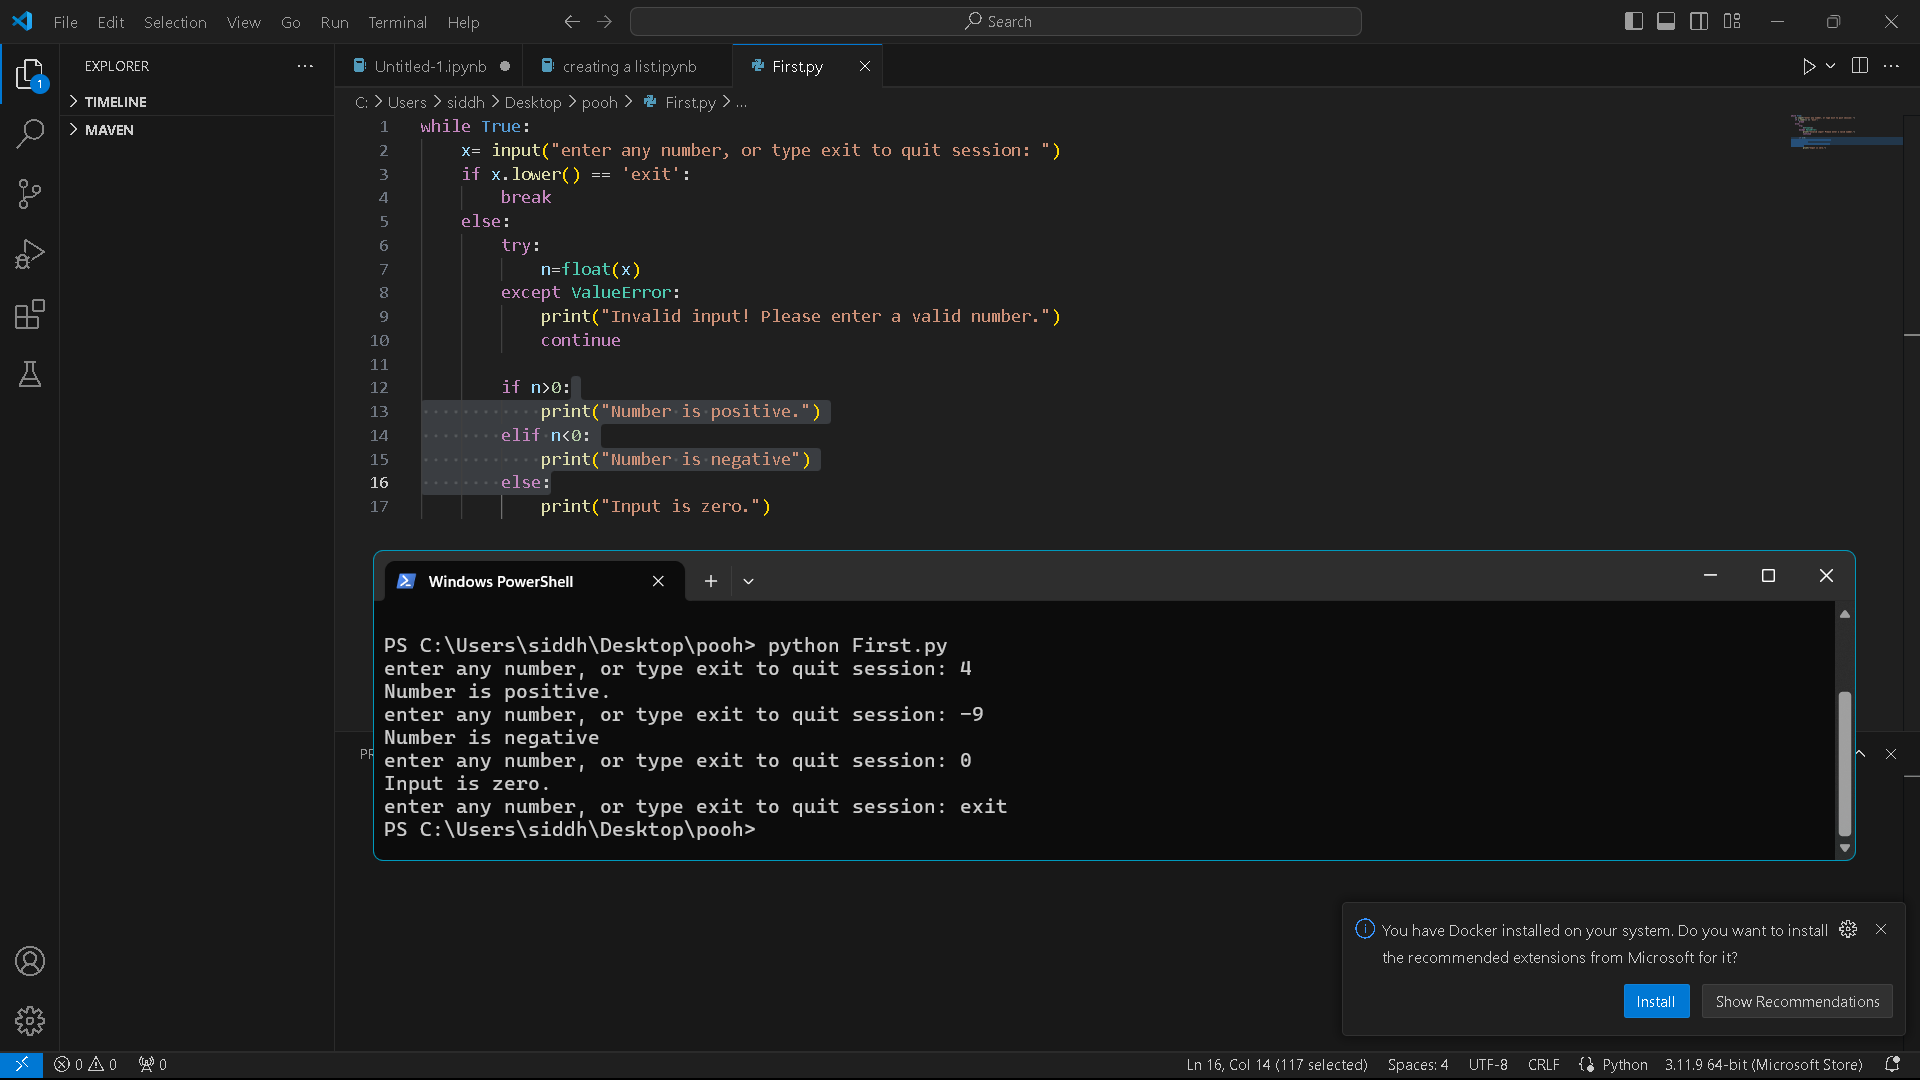 File Edit Selection View Go Run Terminal Help
Search
EXPLORER
1
TIMELINE
MAVEN
Untitled-1.ipynb
creating a list.ipynb
First.py
C: > Users > siddh > Desktop > pooh > First.py > ...
1 while True:
2 x= input("enter any number, or type exit to quit session: ")
3 if x.lower() == 'exit':
4 break
5 else:
6 try:
7 n=float(x)
8 except ValueError:
9 print("Invalid input! Please enter a valid number.")
10 continue
11
12 if n>0:
13 print("Number is positive.")
14 elif n<0:
15 print("Number is negative")
16 else:
17 print("Input is zero.")
Windows PowerShell
PS C:\Users\siddh\Desktop\pooh> python First.py
enter any number, or type exit to quit session: 4
Number is positive.
enter any number, or type exit to quit session: -9
Number is negative
enter any number, or type exit to quit session: 0
Input is zero.
enter any number, or type exit to quit session: exit
PS C:\Users\siddh\Desktop\pooh>
You have Docker installed on your system. Do you want to install
the recommended extensions from Microsoft for it?
Install
Show Recommendations
0 0 0
Ln 16, Col 14 (117 selected) Spaces: 4 UTF-8 CRLF Python 3.11.9 64-bit (Microsoft Store)